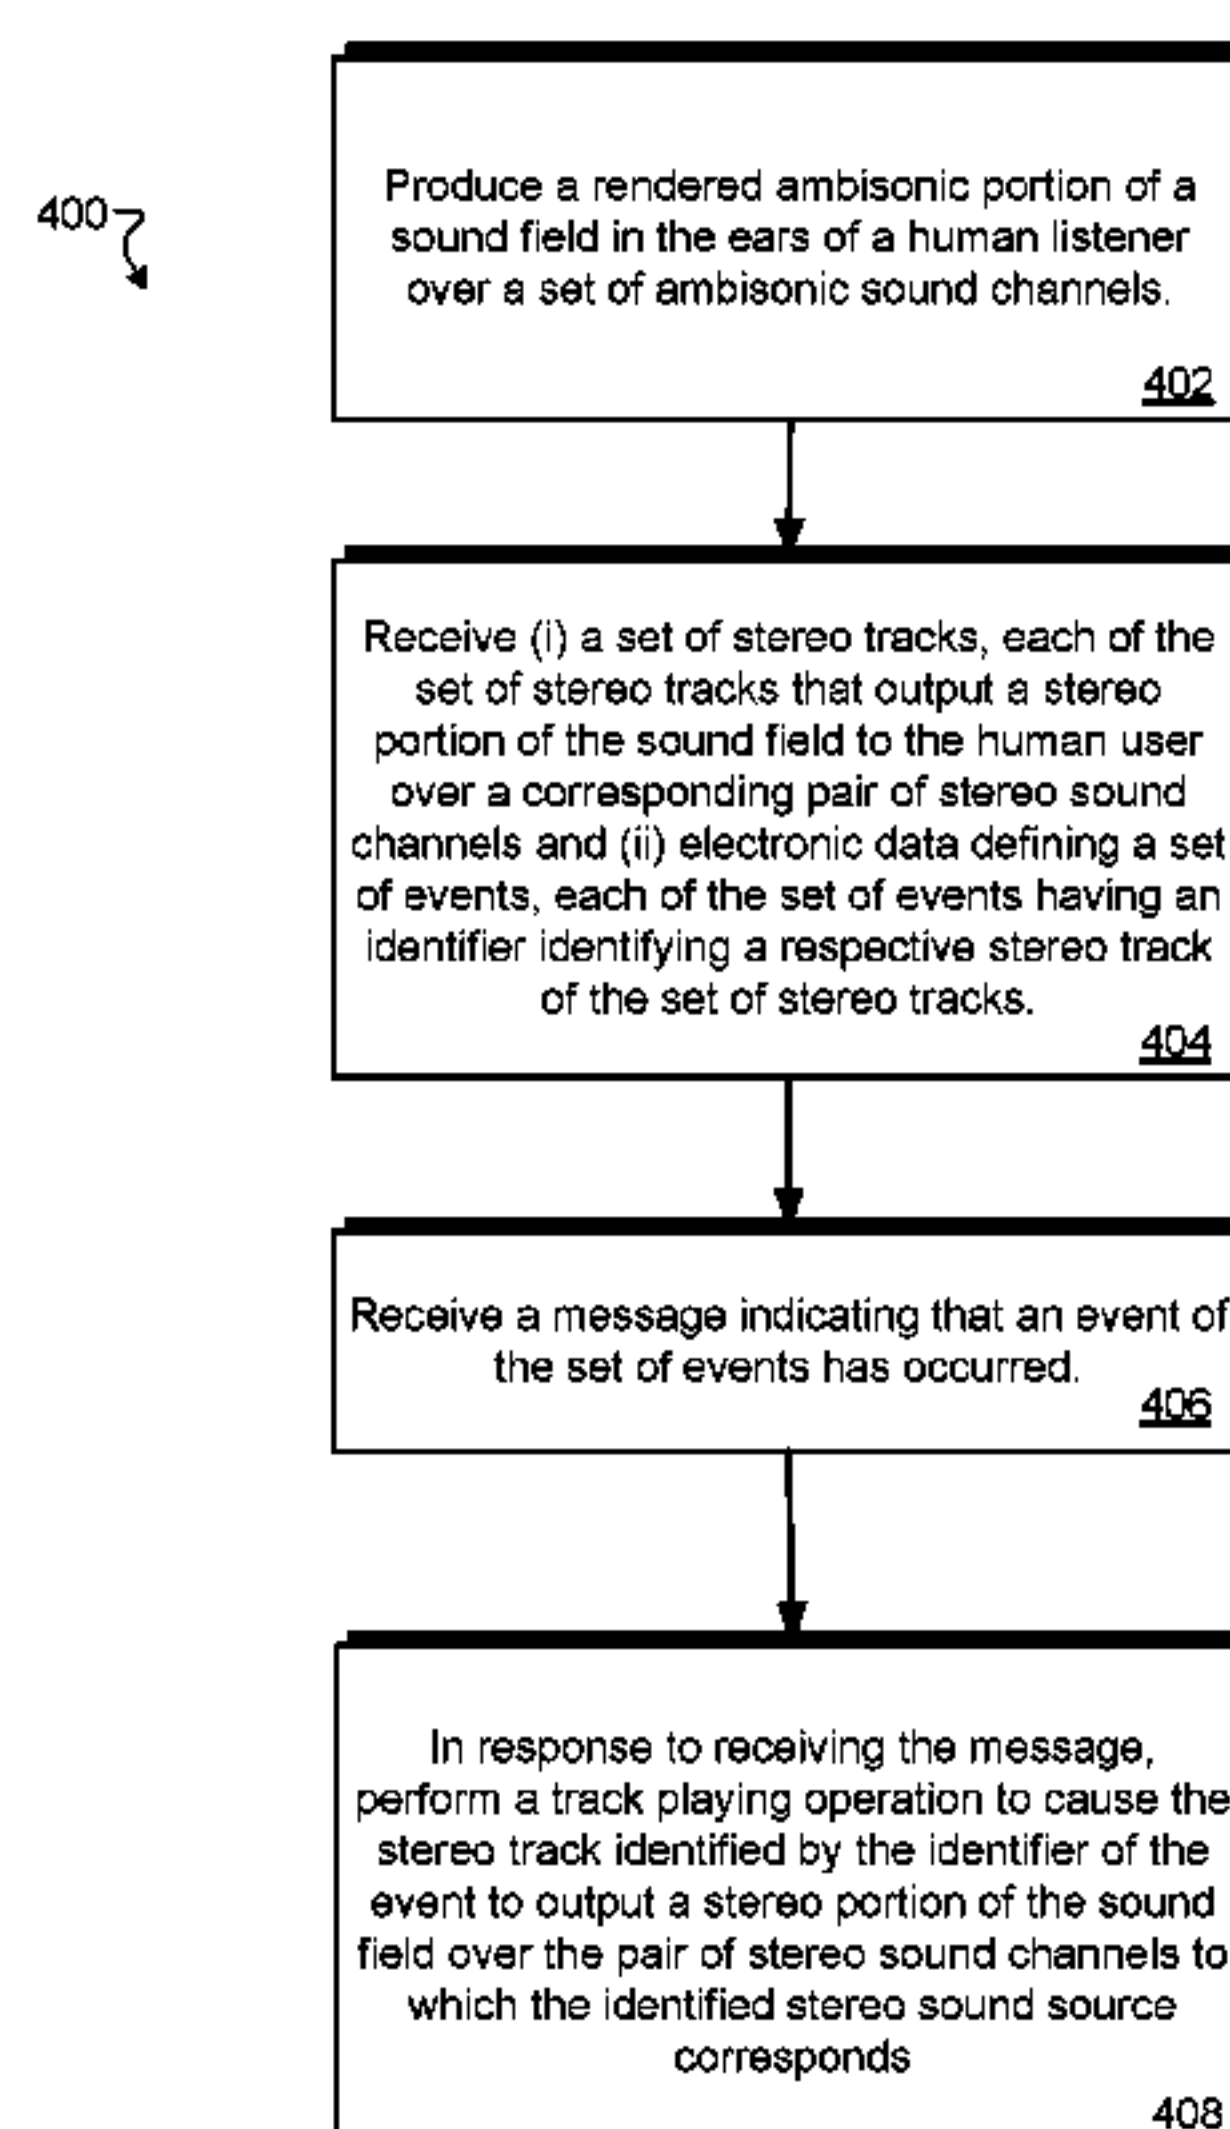 400
Produce a rendered ambisonic portion of a
sound field in the ears of a human listener
over a set of ambisonic sound channels.
402
Receive (i) a set of stereo tracks, each of the
set of stereo tracks that output a stereo
portion of the sound field to the human user
over a corresponding pair of stereo sound
channels and (ii) electronic data defining a set
of events, each of the set of events having an
identifier identifying a respective stereo track
of the set of stereo tracks.
404
Receive a message indicating that an event of
the set of events has occurred.
406
In response to receiving the message,
perform a track playing operation to cause the
stereo track identified by the identifier of the
event to output a stereo portion of the sound
field over the pair of stereo sound channels to
which the identified stereo sound source
corresponds
408